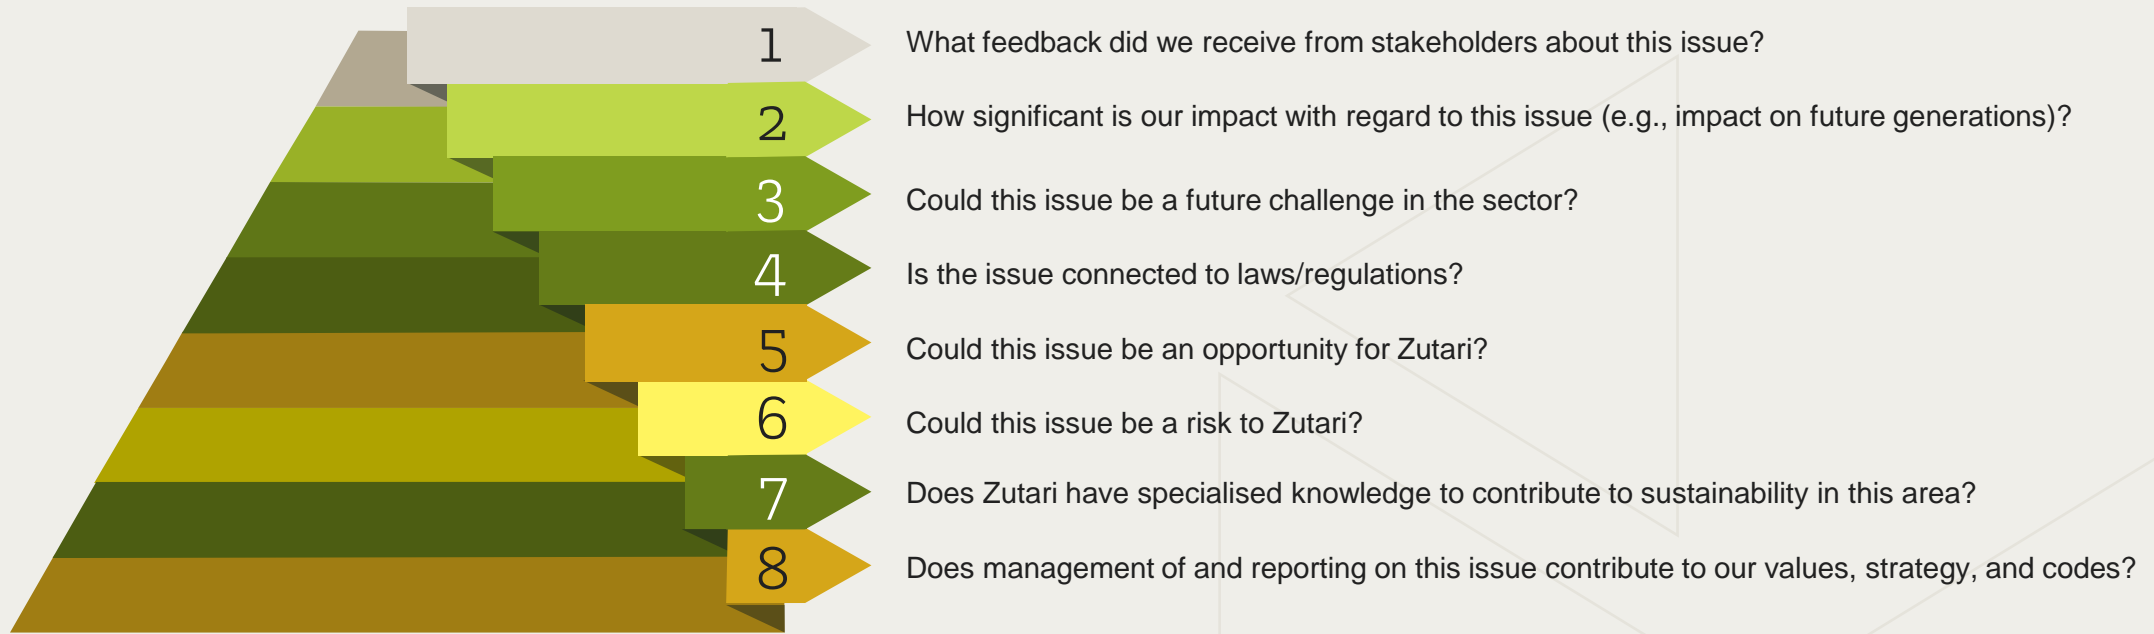 1 What feedback did we receive from stakeholders about this issue?
2 How significant is our impact with regard to this issue (e.g., impact on future generations)?
3 Could this issue be a future challenge in the sector?
4 Is the issue connected to laws/regulations?
5 Could this issue be an opportunity for Zutari?
6 Could this issue be a risk to Zutari?
7 Does Zutari have specialised knowledge to contribute to sustainability in this area?
8 Does management of and reporting on this issue contribute to our values, strategy, and codes?